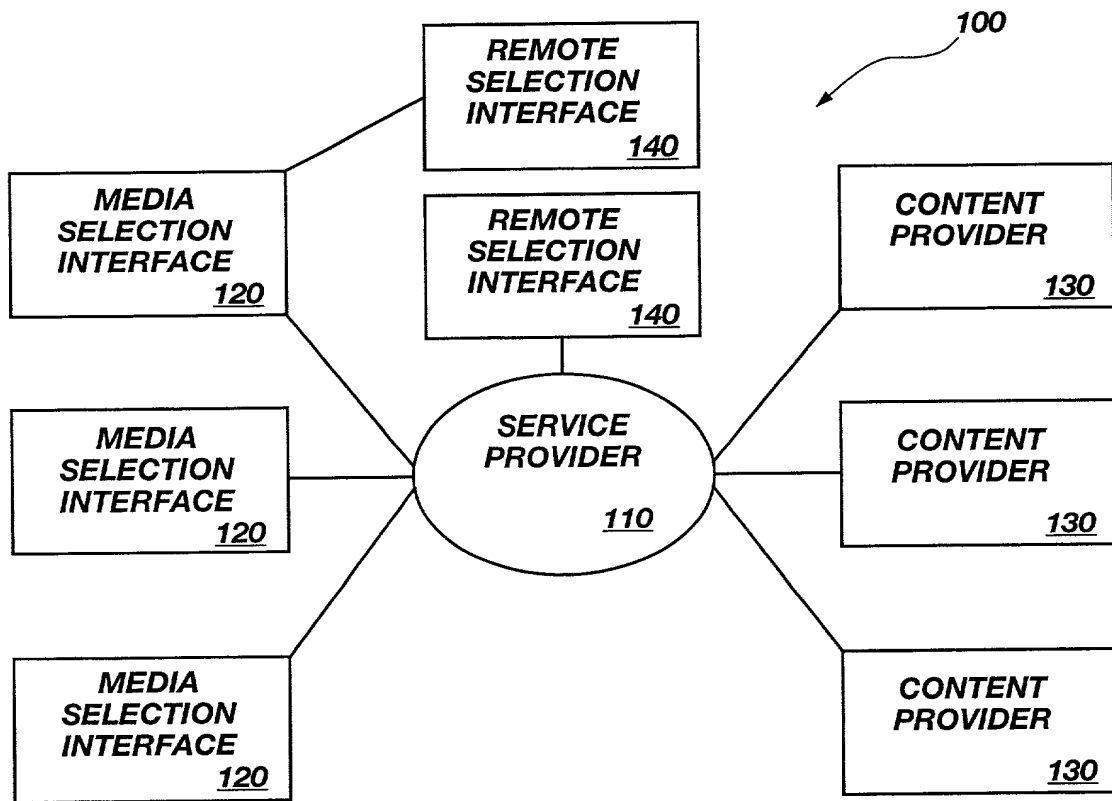 100
REMOTE
SELECTION
INTERFACE
140
MEDIA
SELECTION
INTERFACE
120
REMOTE
SELECTION
INTERFACE
140
CONTENT
PROVIDER
130
MEDIA
SELECTION
INTERFACE
120
SERVICE
PROVIDER
110
CONTENT
PROVIDER
130
MEDIA
SELECTION
INTERFACE
120
CONTENT
PROVIDER
130